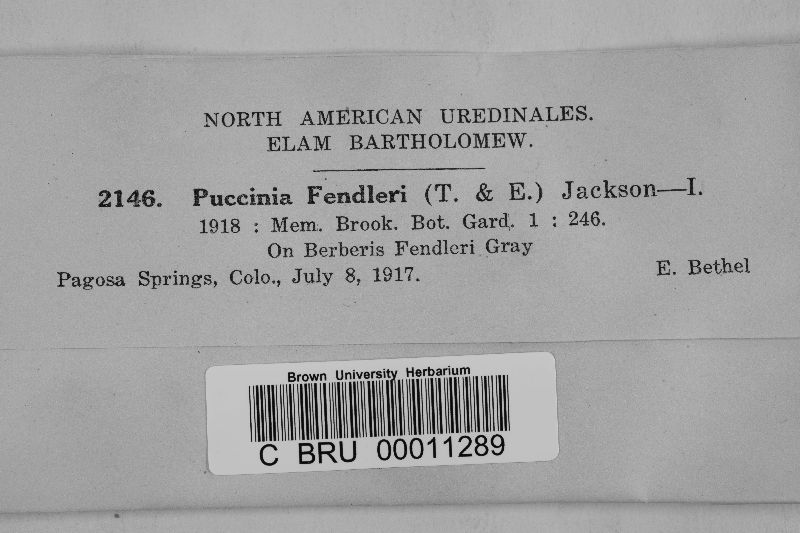 NORTH AMERICAN UREDINALES.
ELAM BARTHOLOMEW.
2146. Puccinia Fendleri (T. & E.) Jackson—I.
1918 : Mem. Brook. Bot. Gard. 1 : 246.
On Berberis Fendleri Gray
Pagosa Springs, Colo., July 8, 1917. E. Bethel
Brown University Herbarium
C BRU 00011289